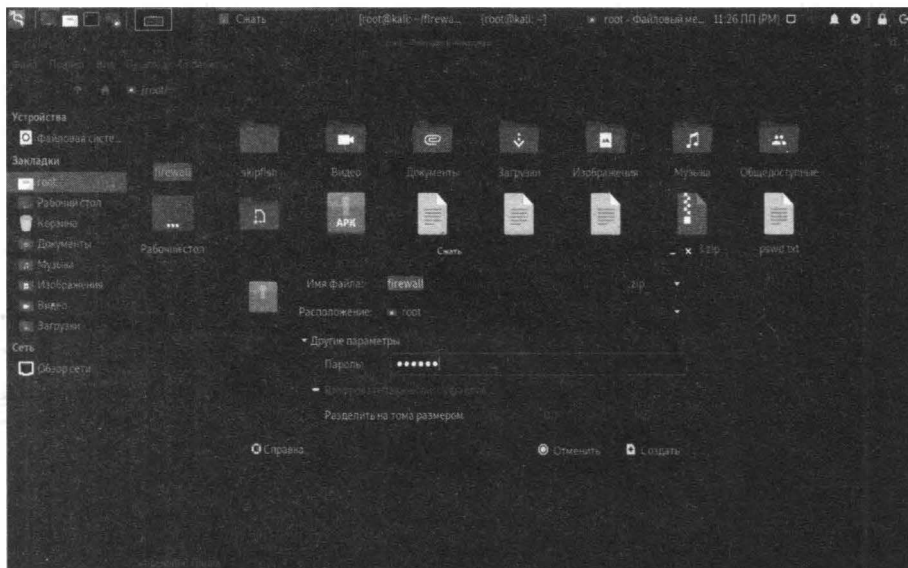 Сжать
[root@kali: ~/firewa...
[root@kali: ~]
root - Файловый ме...
11:26 ПП (PM)
Устройства
Файловая систе...
Закладки
root
Рабочий стол
Корзина
Документы
Музыка
Изображения
Видео
Загрузки
Сеть
Обзор сети
firewall
skipfish
Видео
Документы
Загрузки
Изображения
Музыка
Общедоступные
Рабочий стол
APK
pswd.txt
Сжать
Имя файла:
firewall
.zip
Расположение:
root
Другие параметры
Пароль:
Разделить на тома размером
Справка
Отменить
Создать